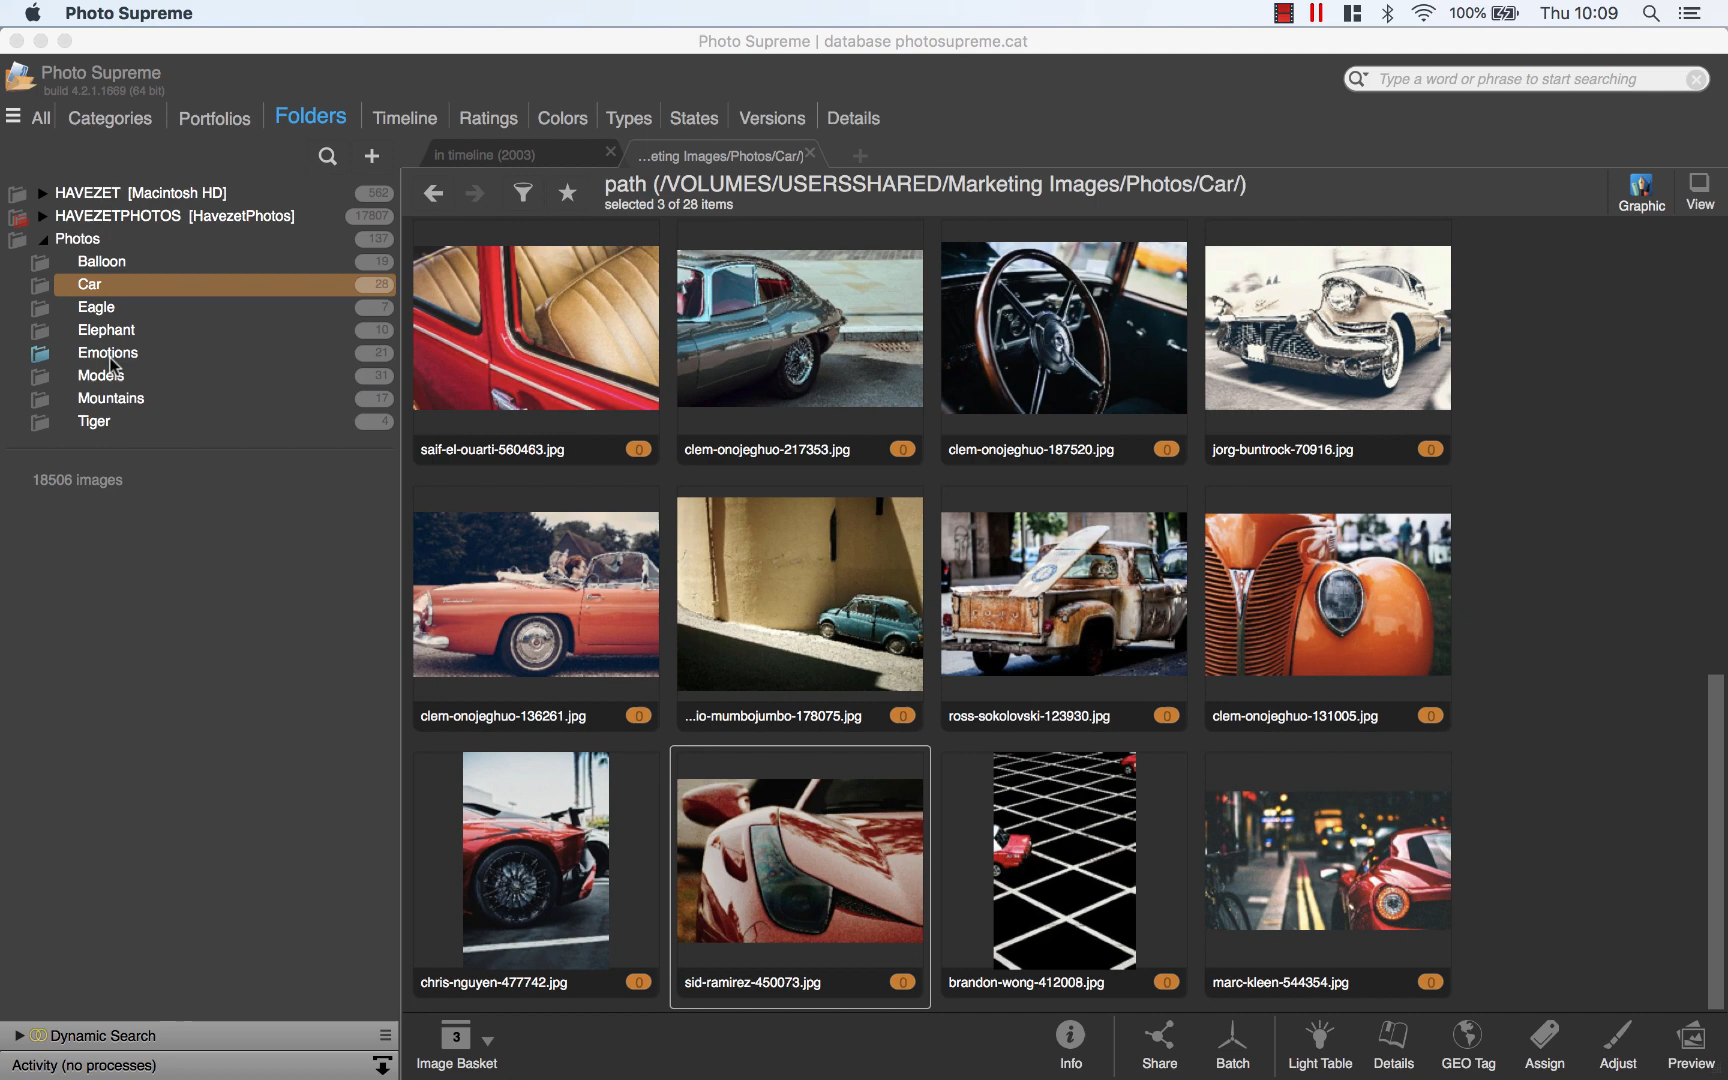 Photo Supreme
100%
Thu 10:09
Photo Supreme | database photosupreme.cat
Photo Supreme
build 4.2.1.1669 (64 bit)
Type a word or phrase to start searching
All
Categories
Portfolios
Folders
Timeline
Ratings
Colors
Types
States
Versions
Details
in timeline (2003)
...eting Images/Photos/Car/)
path (/VOLUMES/USERSSHARED/Marketing Images/Photos/Car/)
selected 3 of 28 items
Graphic
View
HAVEZET [Macintosh HD] 562
HAVEZETPHOTOS [HavezetPhotos] 17807
Photos 137
Balloon 19
Car 28
Eagle 7
Elephant 10
Emotions 21
Models 31
Mountains 17
Tiger 4
18506 images
saif-el-ouarti-560463.jpg 0
clem-onojeghuo-217353.jpg 0
clem-onojeghuo-187520.jpg 0
jorg-buntrock-70916.jpg 0
clem-onojeghuo-136261.jpg 0
...io-mumbojumbo-178075.jpg 0
ross-sokolovski-123930.jpg 0
clem-onojeghuo-131005.jpg 0
chris-nguyen-477742.jpg 0
sid-ramirez-450073.jpg 0
brandon-wong-412008.jpg 0
marc-kleen-544354.jpg 0
Dynamic Search
Activity (no processes)
3
Image Basket
Info
Share
Batch
Light Table
Details
GEO Tag
Assign
Adjust
Preview